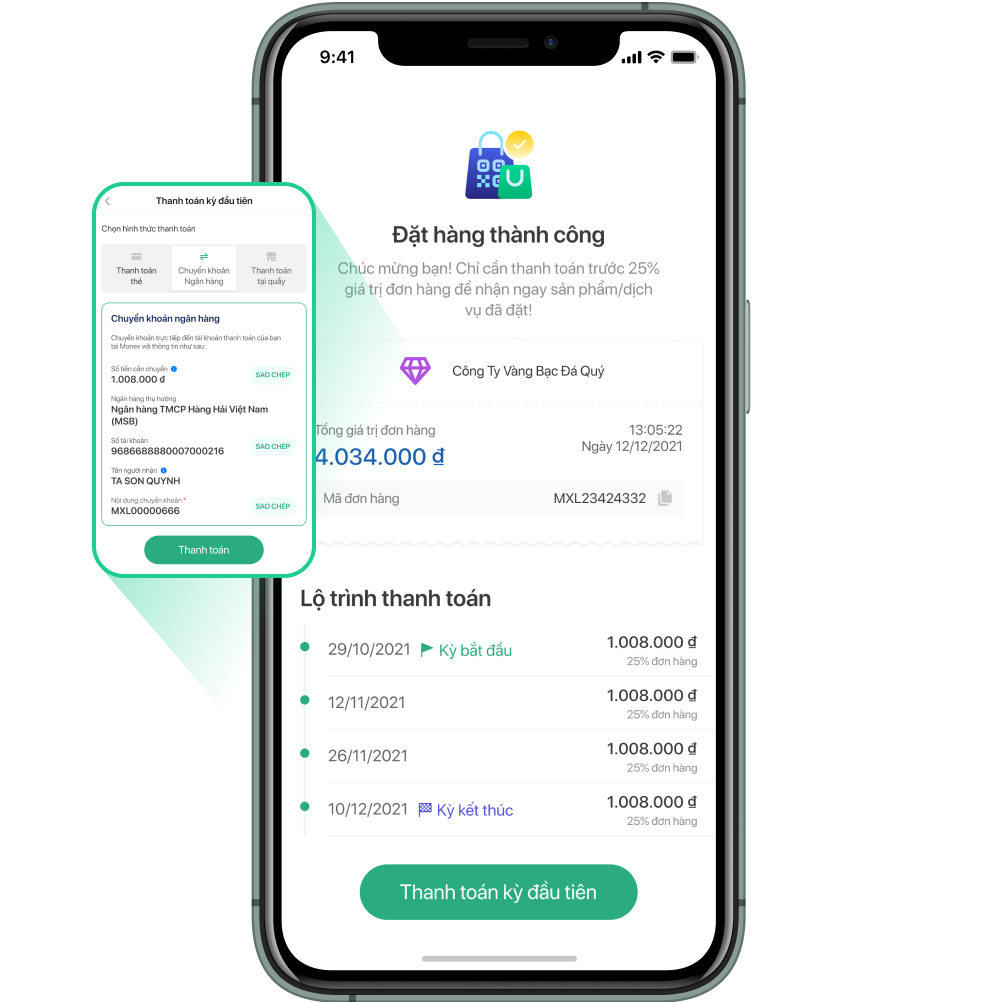 9:41
Đặt hàng thành công
Chúc mừng bạn! Chỉ cần thanh toán trước 25%
giá trị đơn hàng để nhận ngay sản phẩm/dịch
vụ đã đặt!
Công Ty Vàng Bạc Đá Quý
Tổng giá trị đơn hàng
13:05:22
4.034.000 ₫
Ngày 12/12/2021
Mã đơn hàng
MXL23424332
Lộ trình thanh toán
29/10/2021 Kỳ bắt đầu
1.008.000 ₫
25% đơn hàng
12/11/2021
1.008.000 ₫
25% đơn hàng
26/11/2021
1.008.000 ₫
25% đơn hàng
10/12/2021 Kỳ kết thúc
1.008.000 ₫
25% đơn hàng
Thanh toán kỳ đầu tiên
Thanh toán kỳ đầu tiên
Chọn hình thức thanh toán
Thanh toán
thẻ
Chuyển khoản
Ngân hàng
Thanh toán
tại quầy
Chuyển khoản ngân hàng
Chuyển khoản trực tiếp đến tài khoản thanh toán của bạn
tại Monex với thông tin như sau:
Số tiền cần chuyển
1.008.000 đ
SAO CHÉP
Ngân hàng thụ hưởng
Ngân hàng TMCP Hàng Hải Việt Nam
(MSB)
Số tài khoản
9686688880007000216
SAO CHÉP
Tên người nhận
TA SON QUYNH
Nội dung chuyển khoản *
MXL00000666
SAO CHÉP
Thanh toán